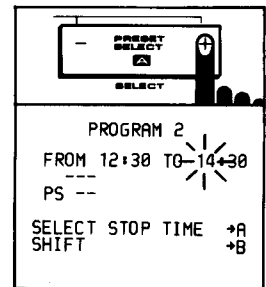 PRESET
SELECT
A
SELECT
PROGRAM 2
FROM 12:30 TO 14:30
---
PS --
SELECT STOP TIME →A
SHIFT →B